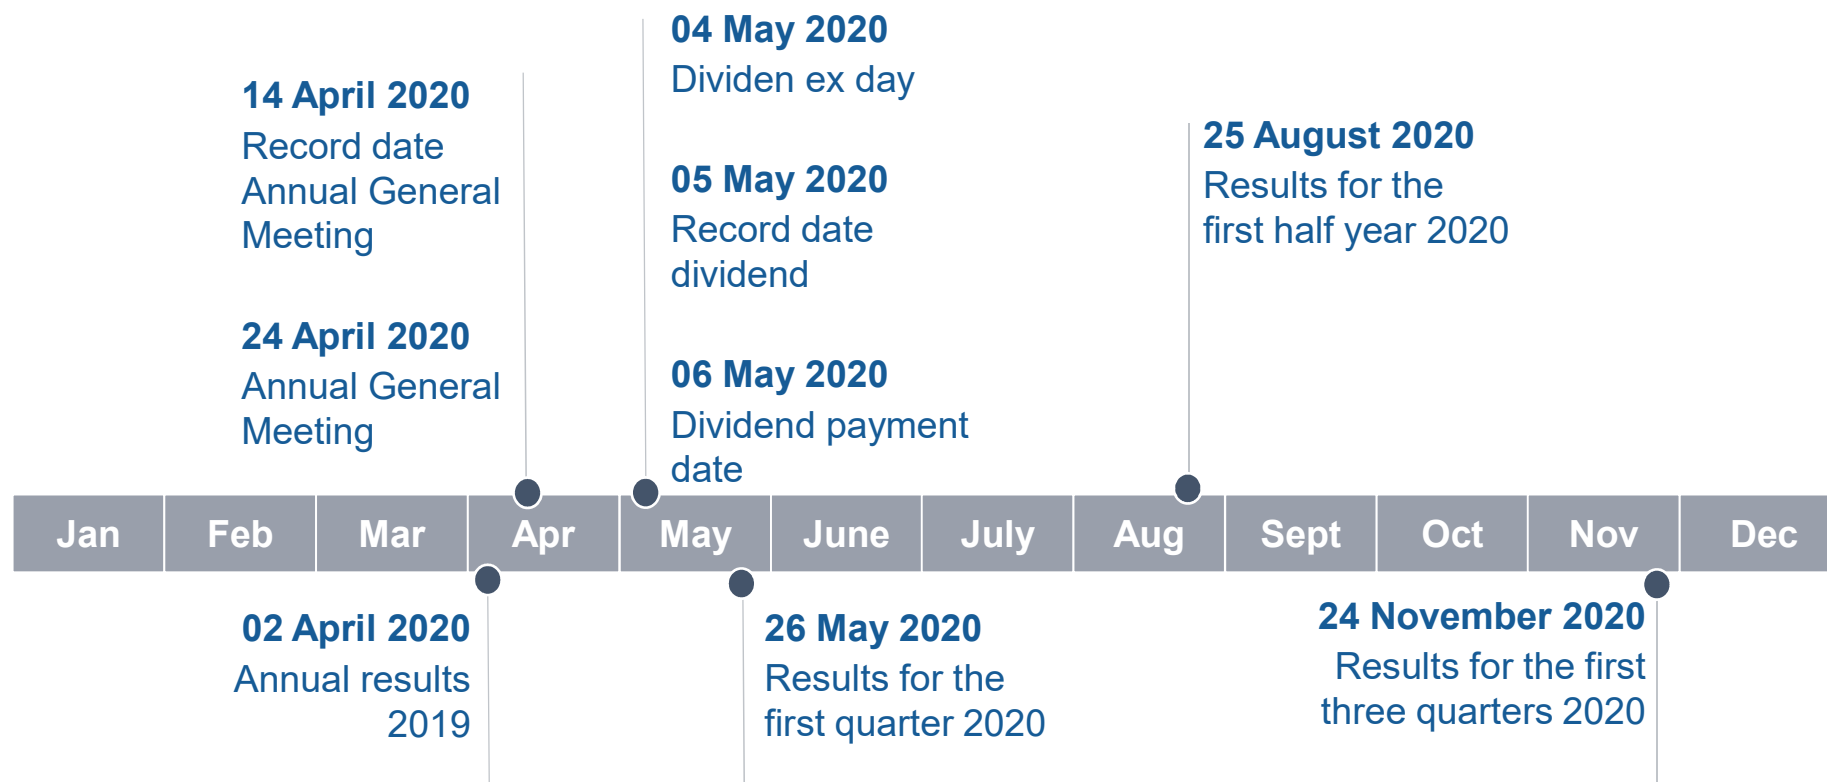 14 April 2020
Record date
Annual General
Meeting
24 April 2020
Annual General
Meeting
04 May 2020
Dividen ex day
05 May 2020
Record date
dividend
06 May 2020
Dividend payment
date
25 August 2020
Results for the
first half year 2020
Jan Feb Mar Apr May June July Aug Sept Oct Nov Dec
02 April 2020
Annual results
2019
26 May 2020
Results for the
first quarter 2020
24 November 2020
Results for the first
three quarters 2020